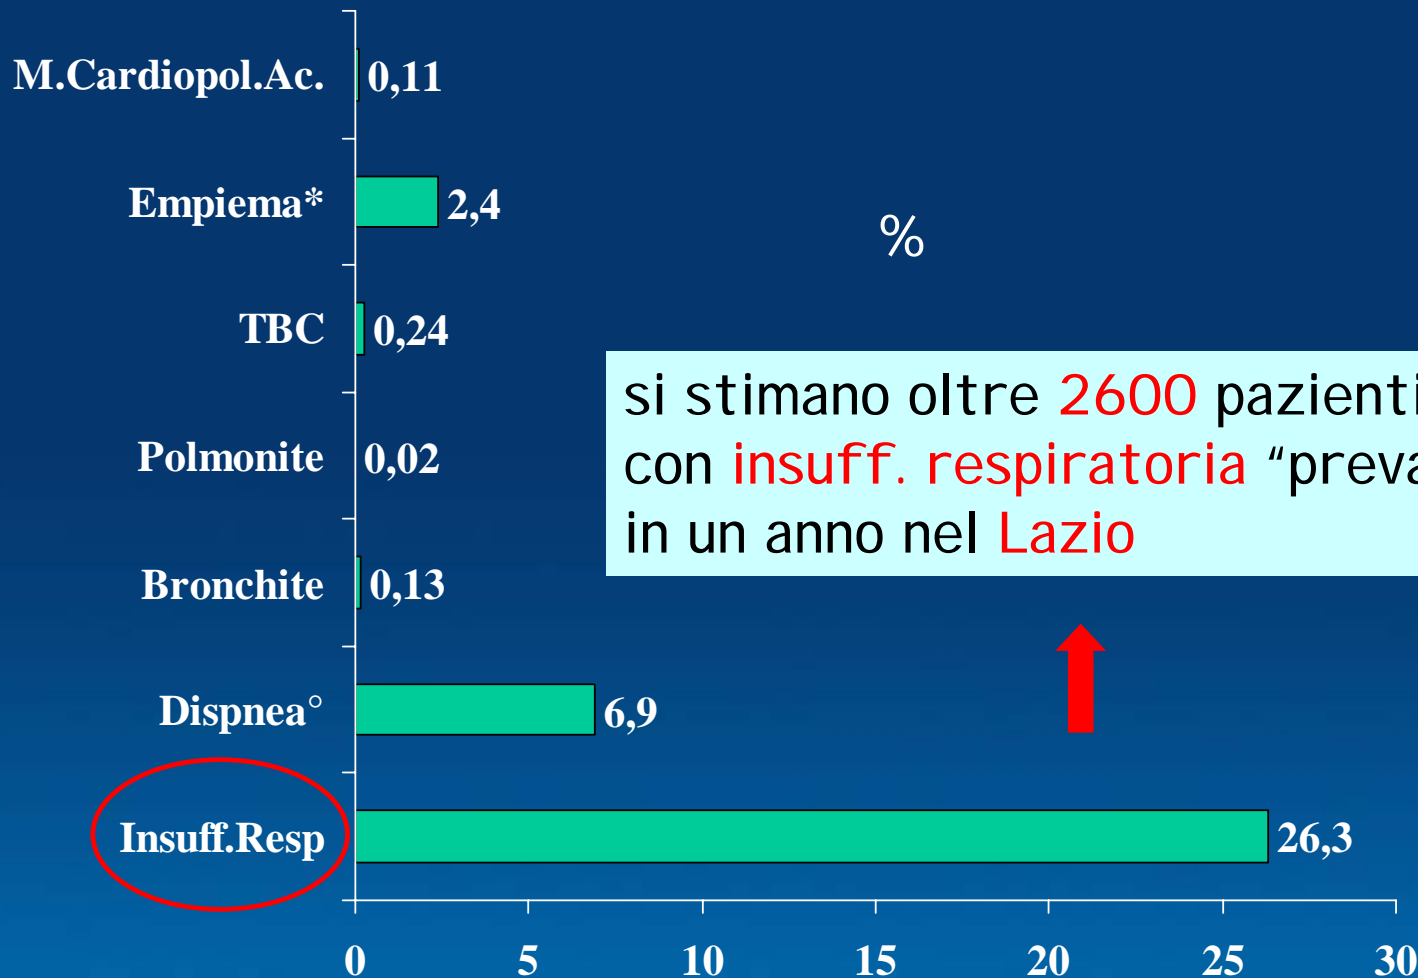 M.Cardiopol.Ac. 0,11
Empiema* 2,4
%
TBC 0,24
si stimano oltre 2600 pazienti
Polmonite 0,02
con insuff. respiratoria "preva
in un anno nel Lazio
Bronchite 0,13
Dispnea° 6,9
Insuff.Resp 26,3
0 5 10 15 20 25 30